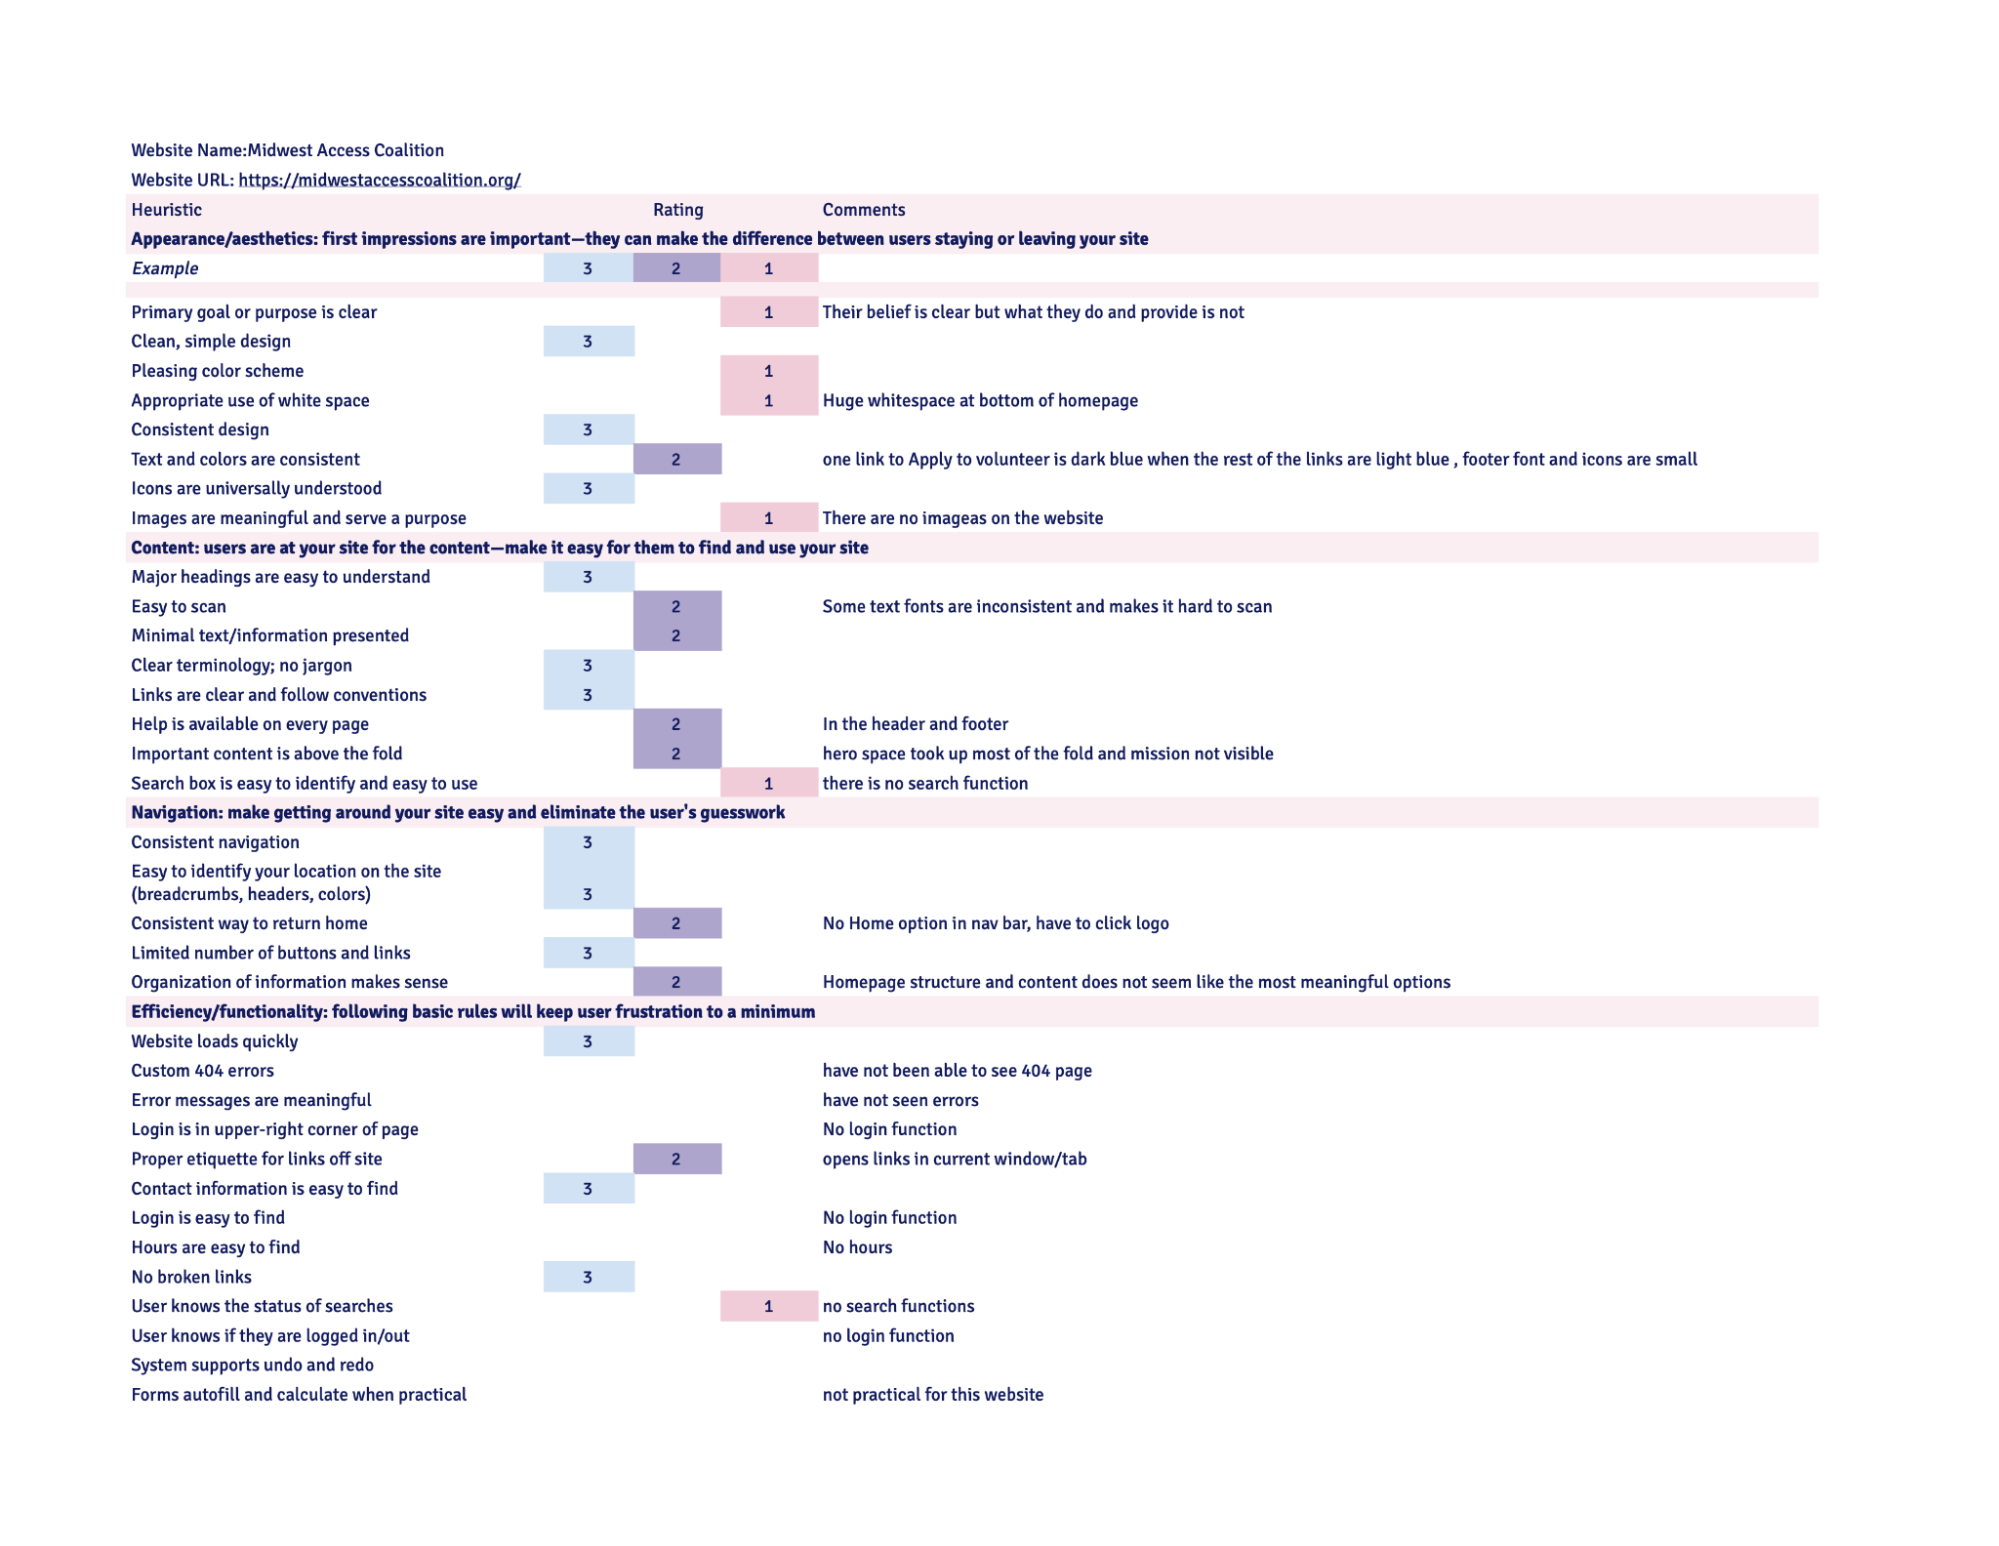 Website Name:Midwest Access Coalition
Website URL: https://midwestaccesscoalition.org/
Heuristic Rating Comments
Appearance/aesthetics: first impressions are important—they can make the difference between users staying or leaving your site
Example 3 2 1
Primary goal or purpose is clear 1 Their belief is clear but what they do and provide is not
Clean, simple design 3
Pleasing color scheme 1
Appropriate use of white space 1 Huge whitespace at bottom of homepage
Consistent design 3
Text and colors are consistent 2 one link to Apply to volunteer is dark blue when the rest of the links are light blue , footer font and icons are small
Icons are universally understood 3
Images are meaningful and serve a purpose 1 There are no imageas on the website
Content: users are at your site for the content—make it easy for them to find and use your site
Major headings are easy to understand 3
Easy to scan 2 Some text fonts are inconsistent and makes it hard to scan
Minimal text/information presented 2
Clear terminology; no jargon 3
Links are clear and follow conventions 3
Help is available on every page 2 In the header and footer
Important content is above the fold 2 hero space took up most of the fold and mission not visible
Search box is easy to identify and easy to use 1 there is no search function
Navigation: make getting around your site easy and eliminate the user's guesswork
Consistent navigation 3
Easy to identify your location on the site
(breadcrumbs, headers, colors) 3
Consistent way to return home 2 No Home option in nav bar, have to click logo
Limited number of buttons and links 3
Organization of information makes sense 2 Homepage structure and content does not seem like the most meaningful options
Efficiency/functionality: following basic rules will keep user frustration to a minimum
Website loads quickly 3
Custom 404 errors have not been able to see 404 page
Error messages are meaningful have not seen errors
Login is in upper-right corner of page No login function
Proper etiquette for links off site 2 opens links in current window/tab
Contact information is easy to find 3
Login is easy to find No login function
Hours are easy to find No hours
No broken links 3
User knows the status of searches 1 no search functions
User knows if they are logged in/out no login function
System supports undo and redo
Forms autofill and calculate when practical not practical for this website